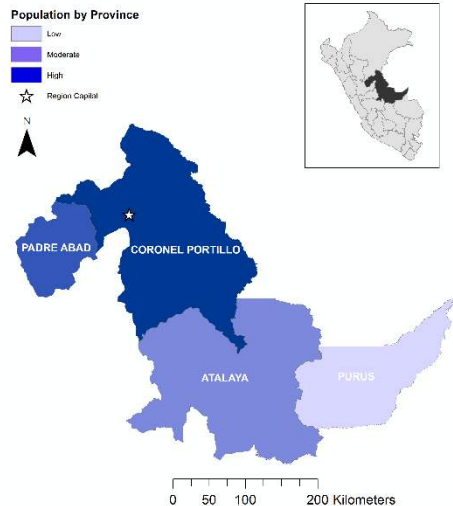 Population by Province
Low
Moderate
High
Region Capital
N
PADRE ABAD
CORONEL PORTILLO
ATALAYA
PURUS
0 50 100 200 Kilometers